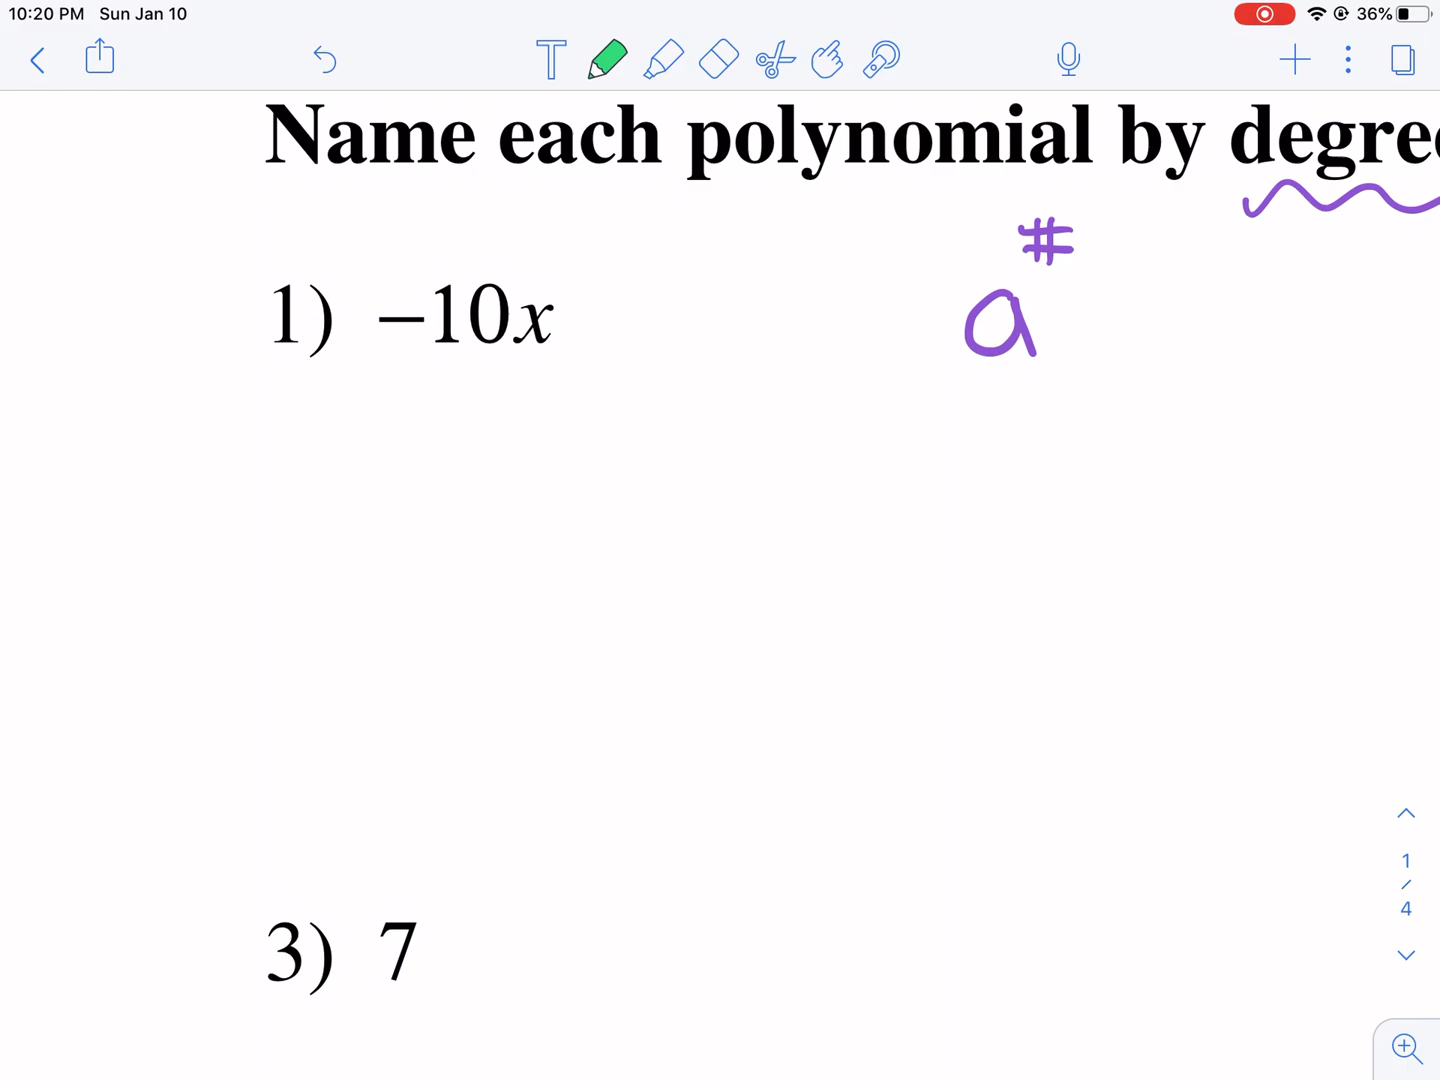 10:20 PM Sun Jan 10
36%
T
Name each polynomial by degre
#
1) −10x
a
1
/
4
3) 7